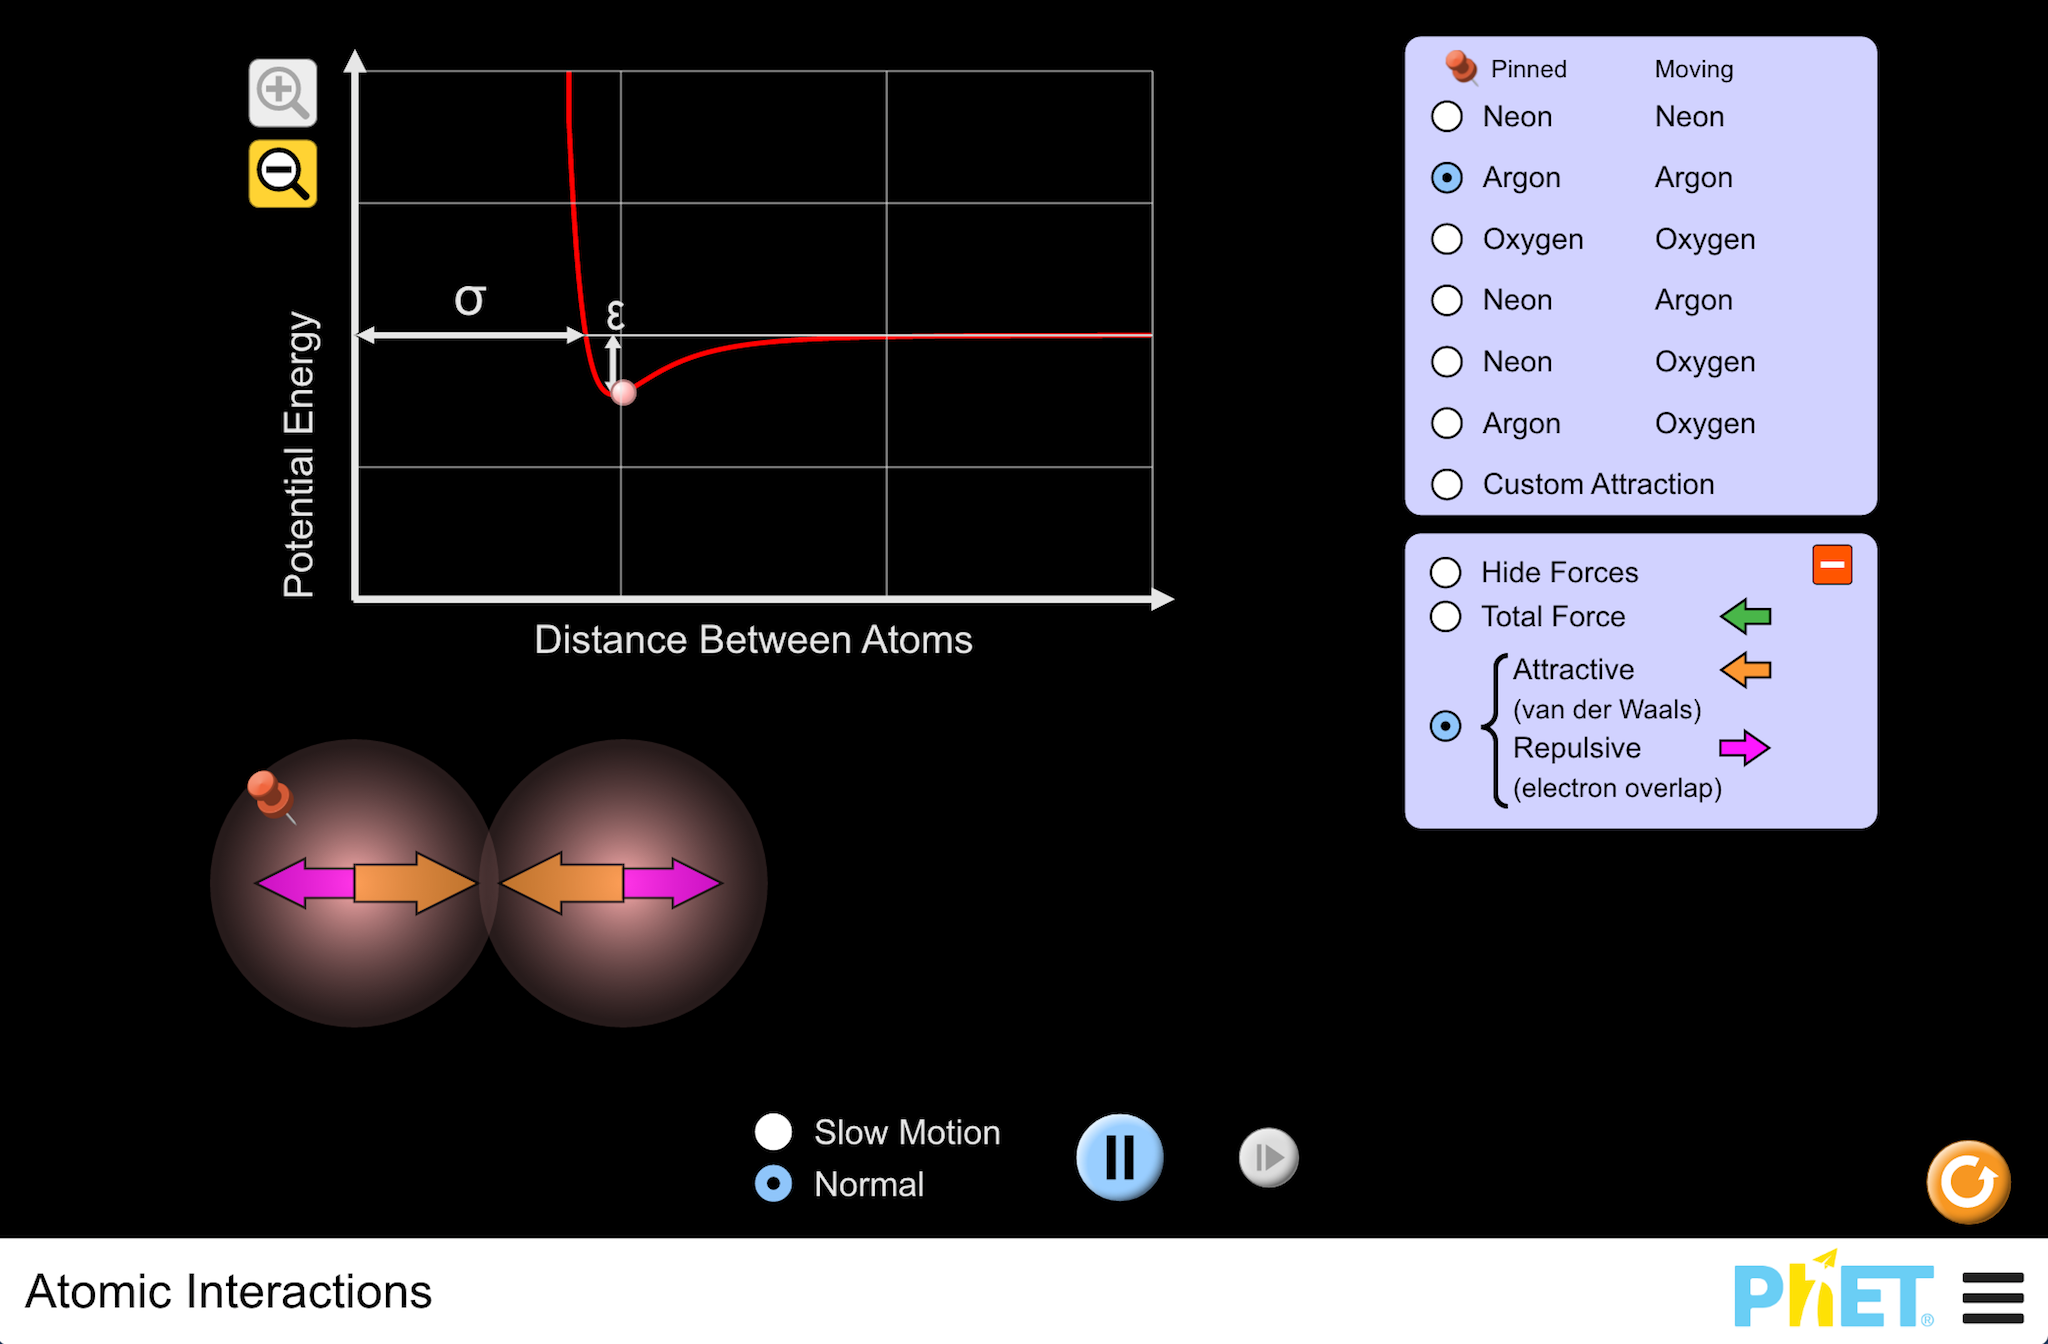 Pinned Moving
Neon Neon
Argon Argon
Oxygen Oxygen
Neon Argon
Neon Oxygen
Argon Oxygen
Custom Attraction
Hide Forces
Total Force
Attractive
(van der Waals)
Repulsive
(electron overlap)
σ
ε
Potential Energy
Distance Between Atoms
Slow Motion
Normal
Atomic Interactions
PhET®